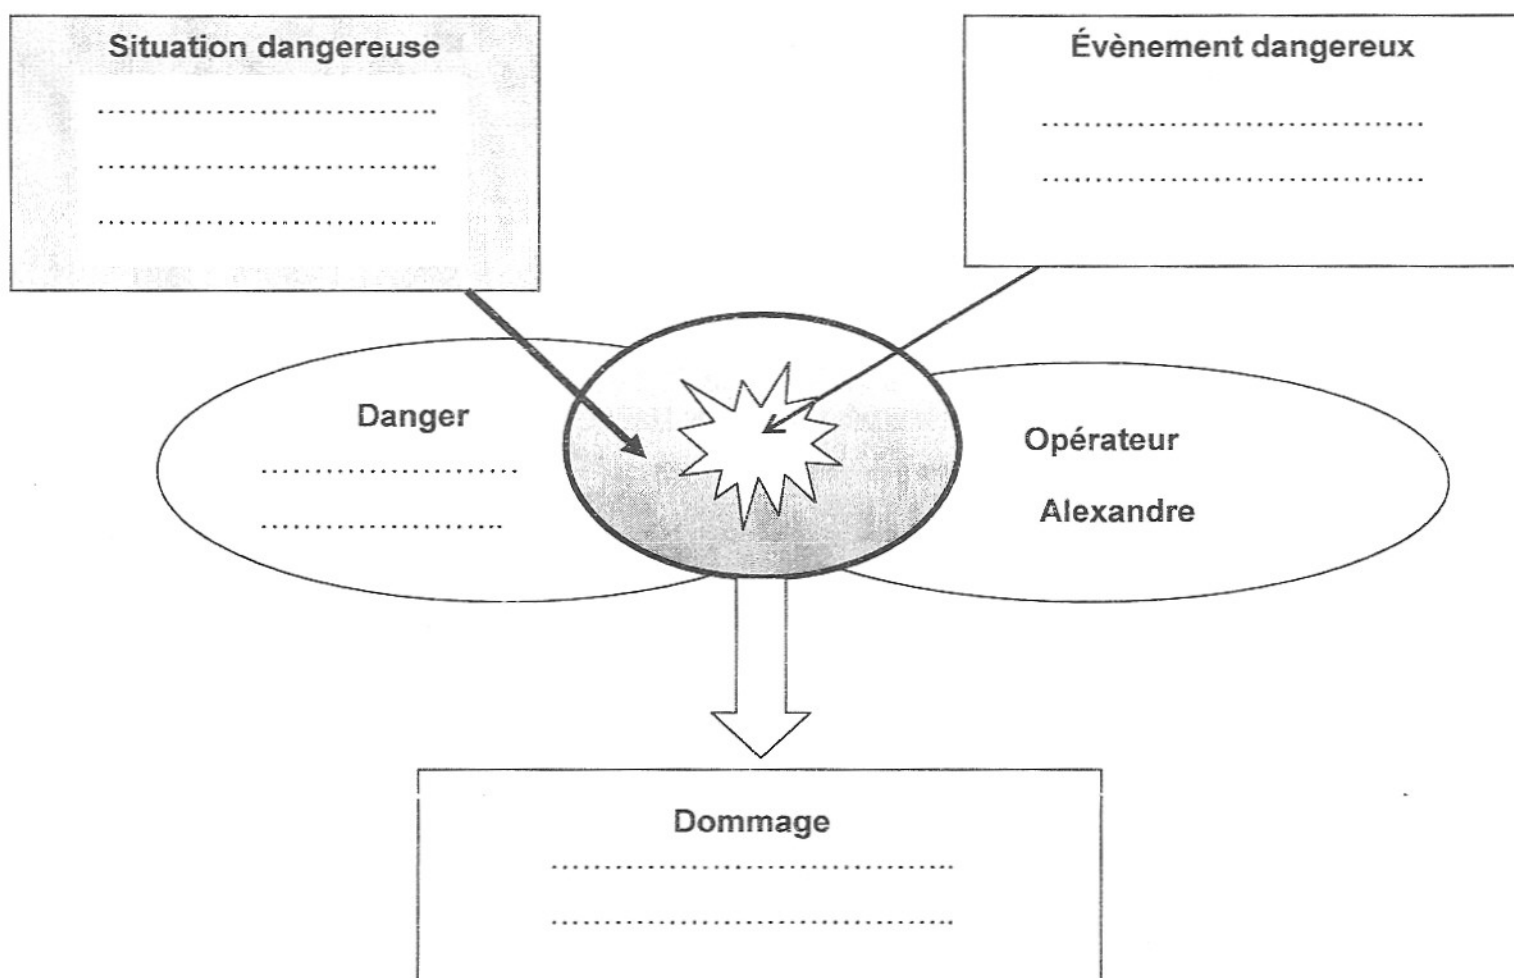 Situation dangereuse
.......................................
.......................................
.......................................
Évènement dangereux
............................................
............................................
Danger
..............................
............................
Opérateur
Alexandre
Dommage
...............................................
...............................................